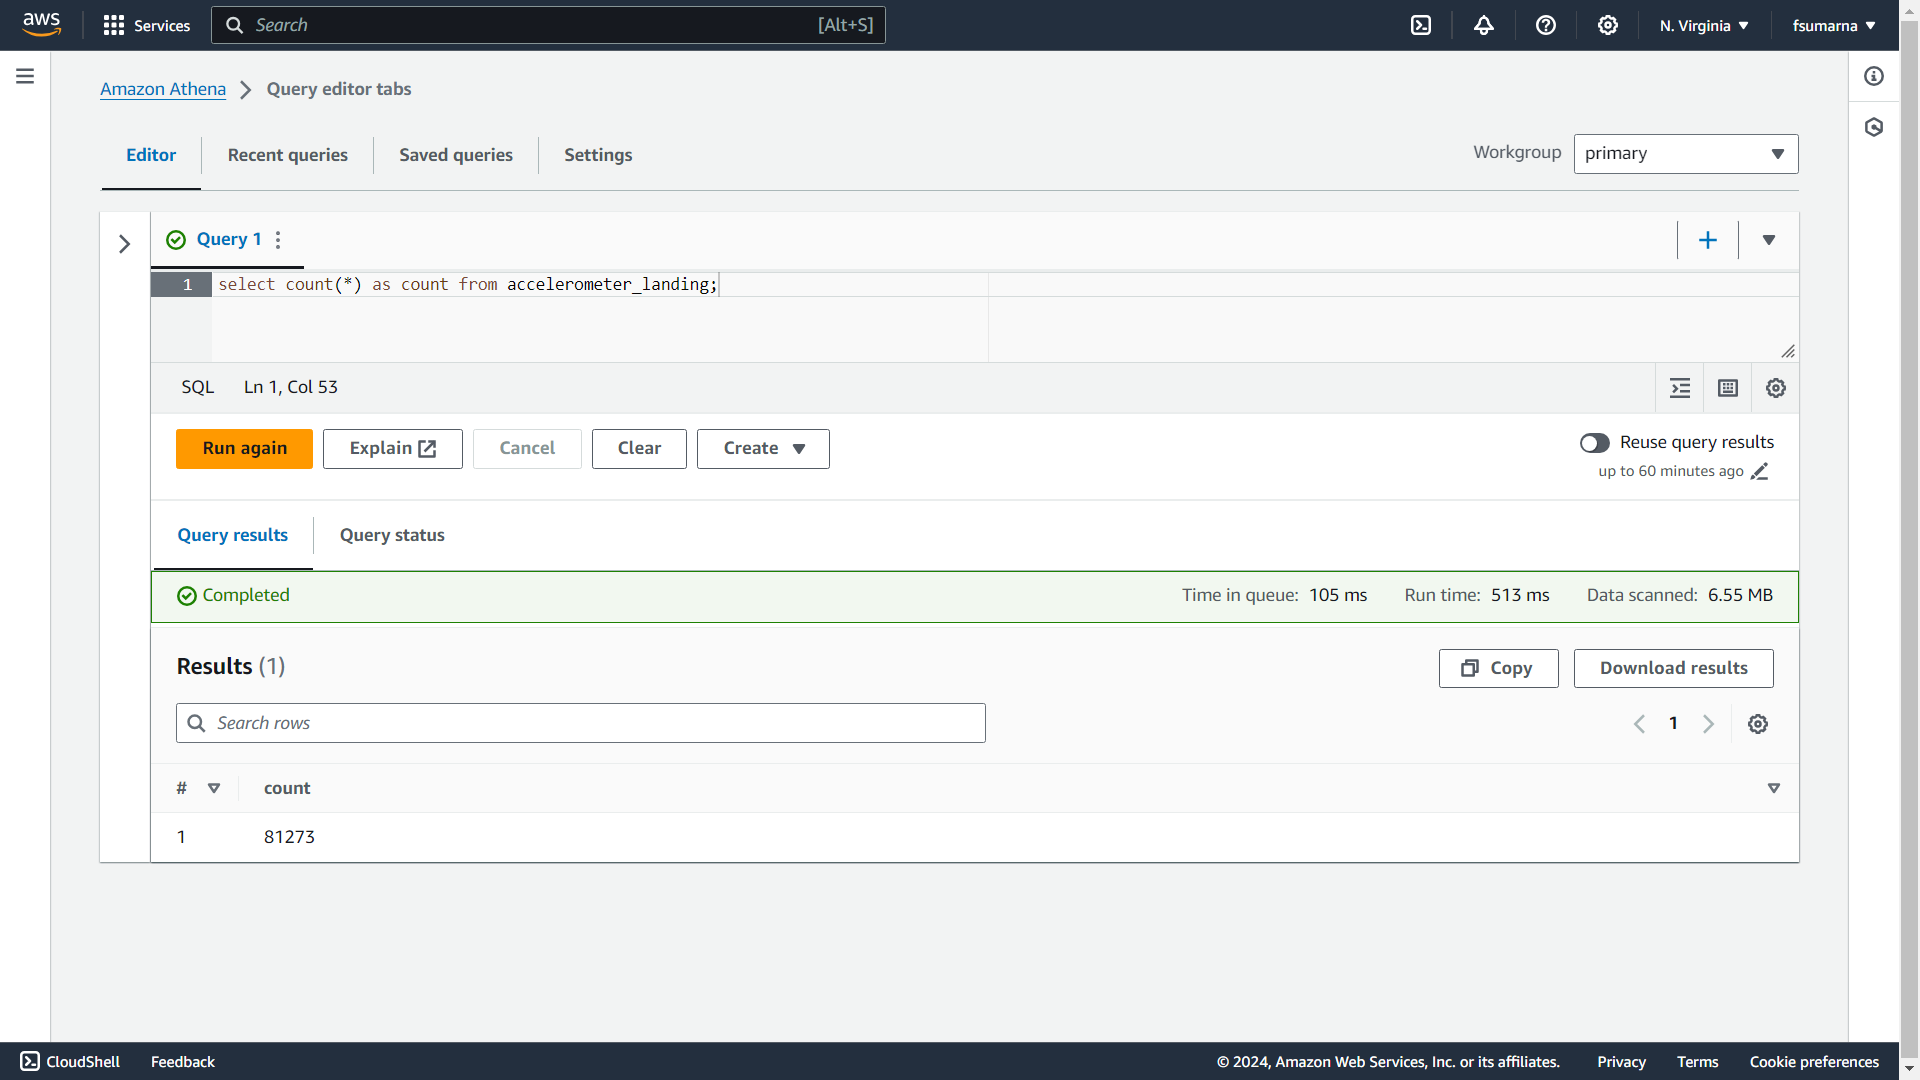 aws Services Search [Alt+S] N. Virginia fsumarna
Amazon Athena Query editor tabs
Editor Recent queries Saved queries Settings Workgroup primary
Query 1
1 select count(*) as count from accelerometer_landing;
SQL Ln 1, Col 53
Run again Explain Cancel Clear Create Reuse query results
up to 60 minutes ago
Query results Query status
Completed Time in queue: 105 ms Run time: 513 ms Data scanned: 6.55 MB
Results (1) Copy Download results
Search rows 1
# count
1 81273
CloudShell Feedback © 2024, Amazon Web Services, Inc. or its affiliates. Privacy Terms Cookie preferences